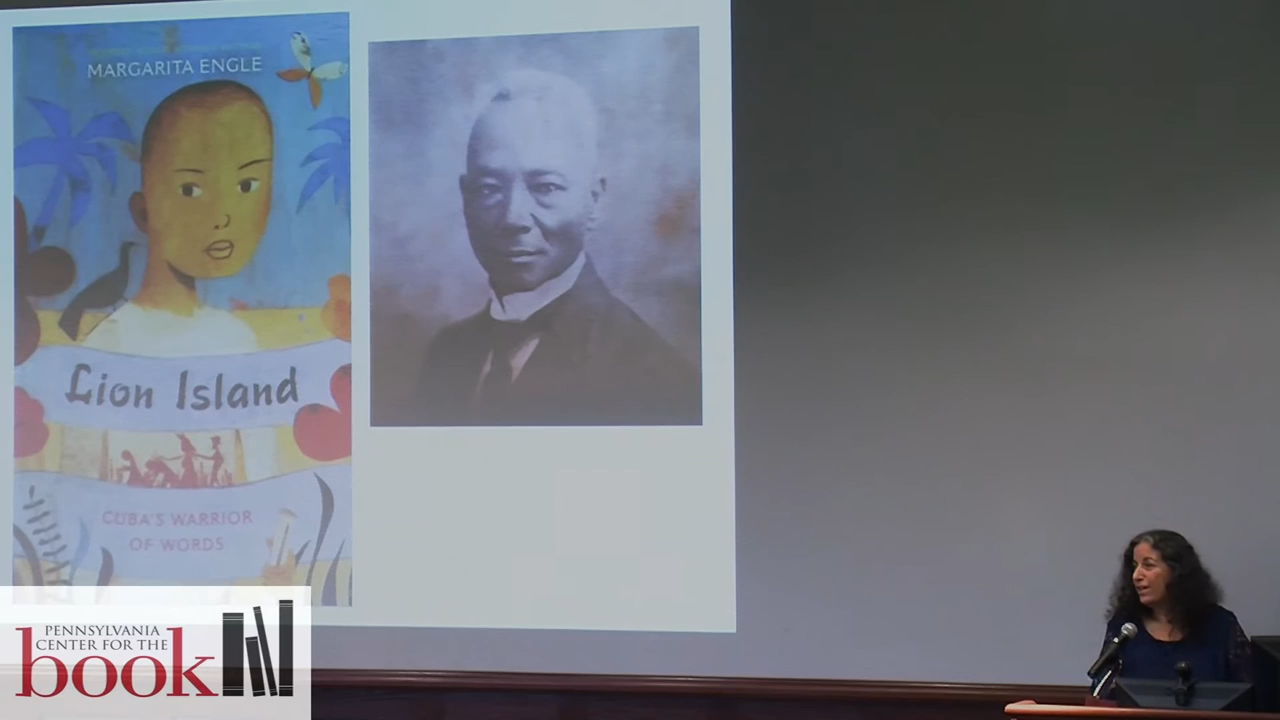 MARGARITA ENGLE
Lion Island
CUBA'S WARRIOR
OF WORDS
PENNSYLVANIA
CENTER FOR THE
book